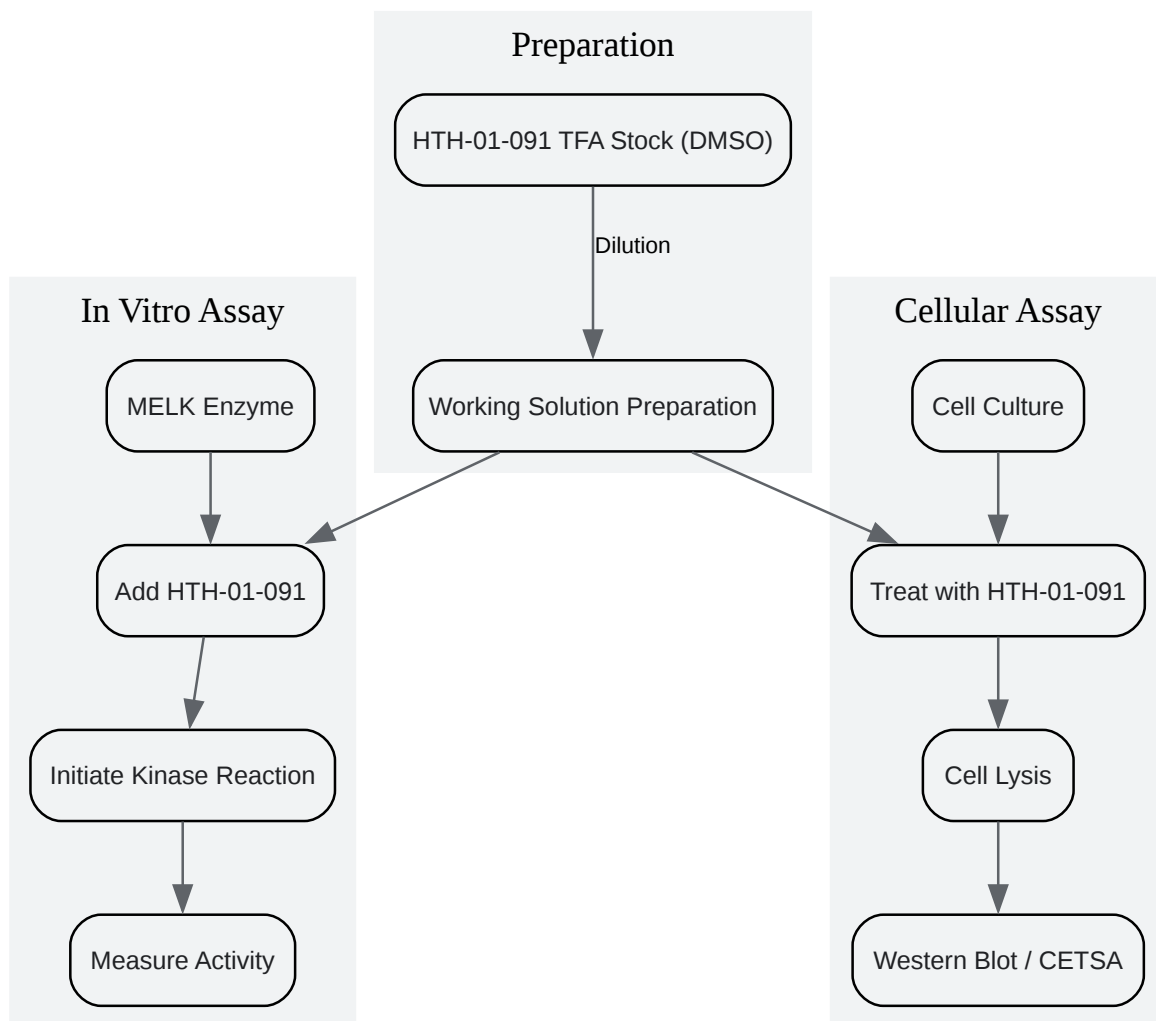 Preparation
HTH-01-091 TFA Stock (DMSO)
Dilution
Working Solution Preparation
In Vitro Assay
MELK Enzyme
Add HTH-01-091
Initiate Kinase Reaction
Measure Activity
Cellular Assay
Cell Culture
Treat with HTH-01-091
Cell Lysis
Western Blot / CETSA